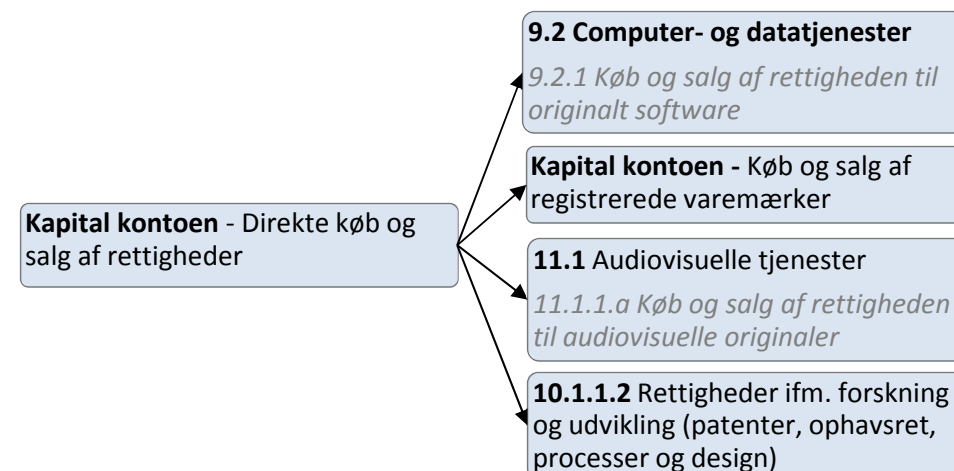 9.2 Computer- og datatjenester
9.2.1 Køb og salg af rettigheden til
originalt software
Kapital kontoen - Køb og salg af
registrerede varemærker
Kapital kontoen - Direkte køb og
salg af rettigheder
11.1 Audiovisuelle tjenester
11.1.1.a Køb og salg af rettigheden
til audiovisuelle originaler
10.1.1.2 Rettigheder ifm. forskning
og udvikling (patenter, ophavsret,
processer og design)